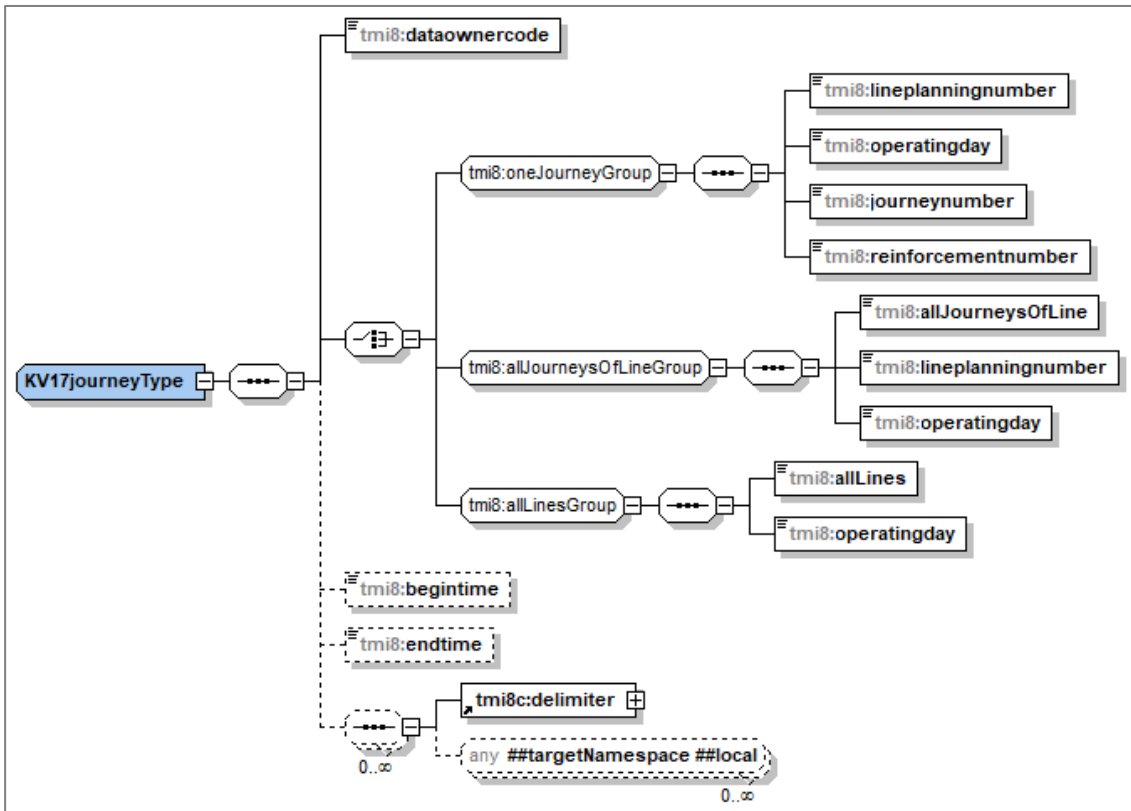 tmi8:dataownercode
tmi8:lineplanningnumber
tmi8:operatingday
tmi8:oneJourneyGroup
tmi8:journeynumber
tmi8:reinforcementnumber
tmi8:allJourneysOfLine
KV17journeyType
tmi8:allJourneysOfLineGroup
tmi8:lineplanningnumber
tmi8:operatingday
tmi8:allLines
tmi8:allLinesGroup
tmi8:operatingday
tmi8:begintime
tmi8:endtime
tmi8c:delimiter
any ##targetNamespace ##local
0..∞
0..∞